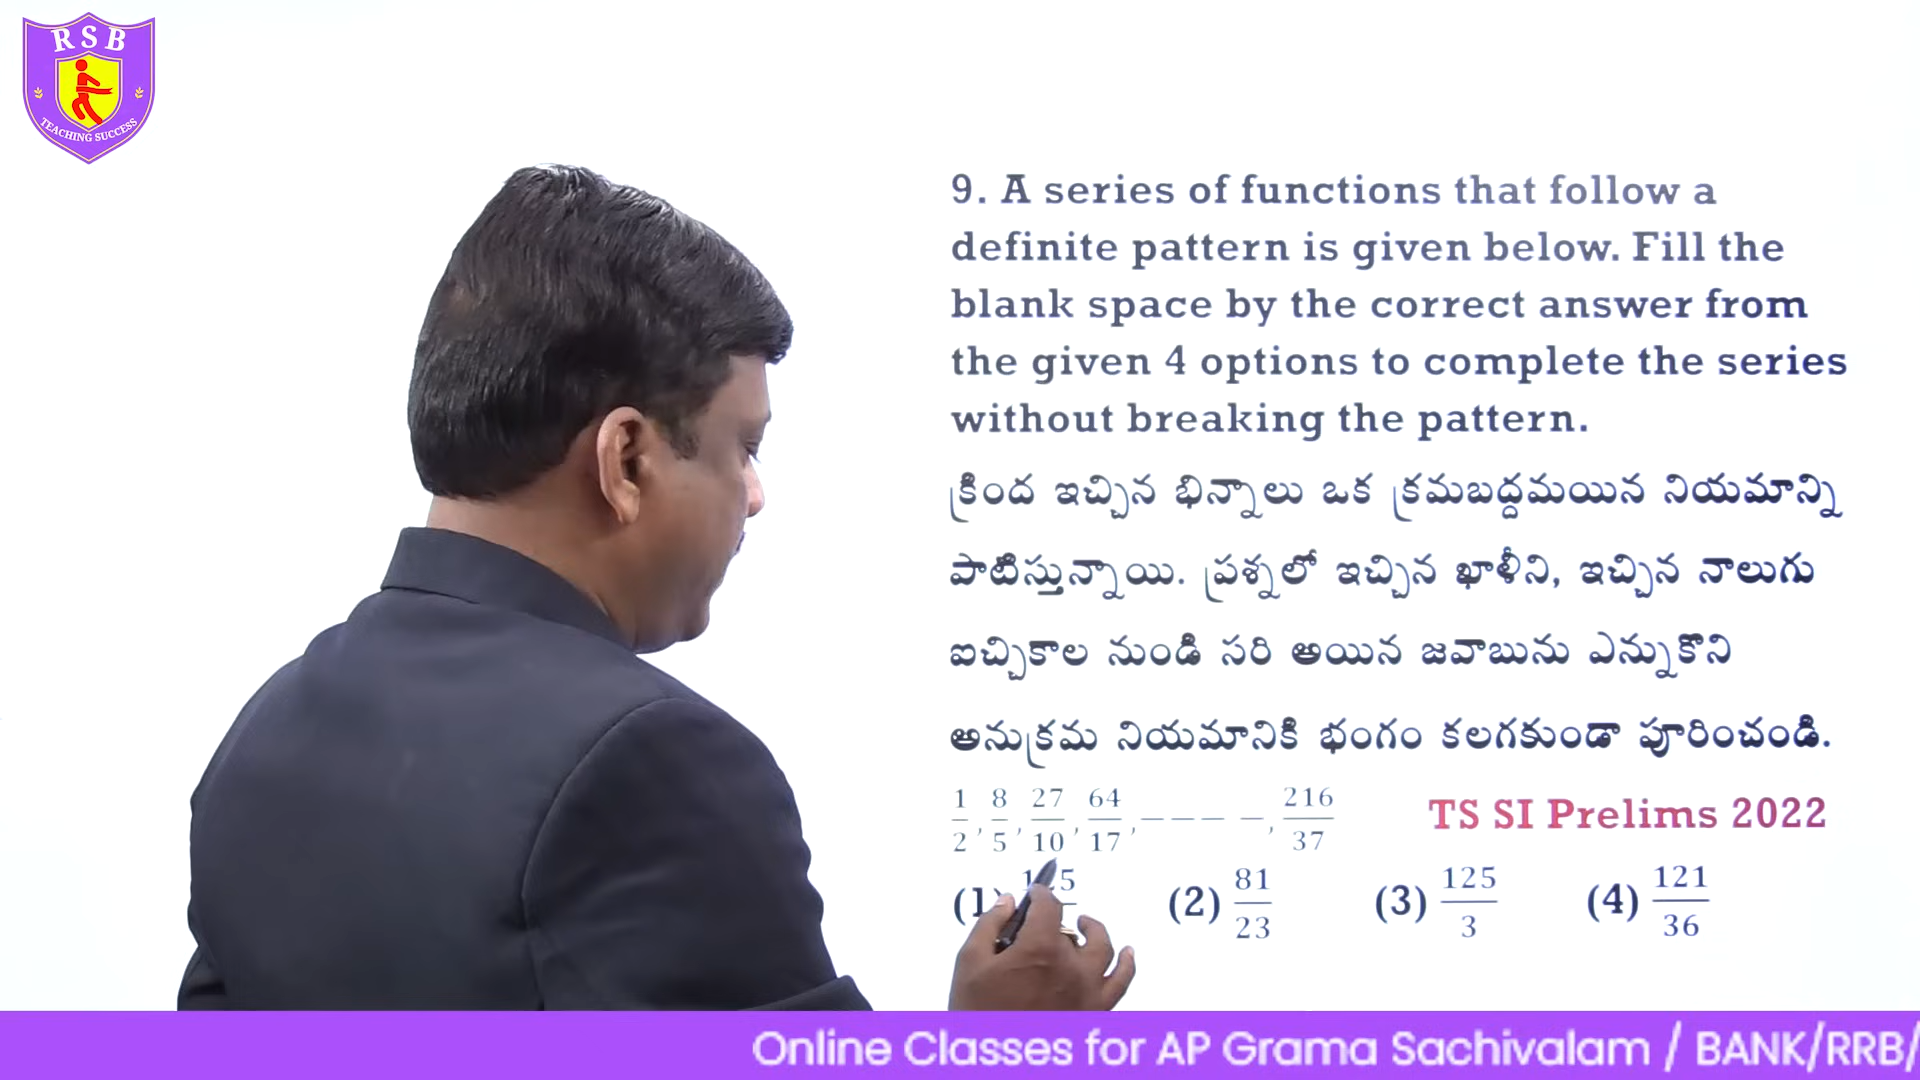 RSB
TEACHING SUCCESS
9. A series of functions that follow a
definite pattern is given below. Fill the
blank space by the correct answer from
the given 4 options to complete the series
without breaking the pattern.
క్రింద ఇచ్చిన భిన్నాలు ఒక క్రమబద్దమయిన నియమాన్ని
పాటిస్తున్నాయి. ప్రశ్నలో ఇచ్చిన ఖాళీని, ఇచ్చిన నాలుగు
ఐచ్చికాల నుండి సరి అయిన జవాబును ఎన్నుకొని
అనుక్రమ నియమానికి భంగం కలగకుండా పూరించండి.
1/2, 8/5, 27/10, 64/17, – – – –, 216/37 TS SI Prelims 2022
(1) (2) 81/23 (3) 125/3 (4) 121/36
Online Classes for AP Grama Sachivalam / BANK/RRB/